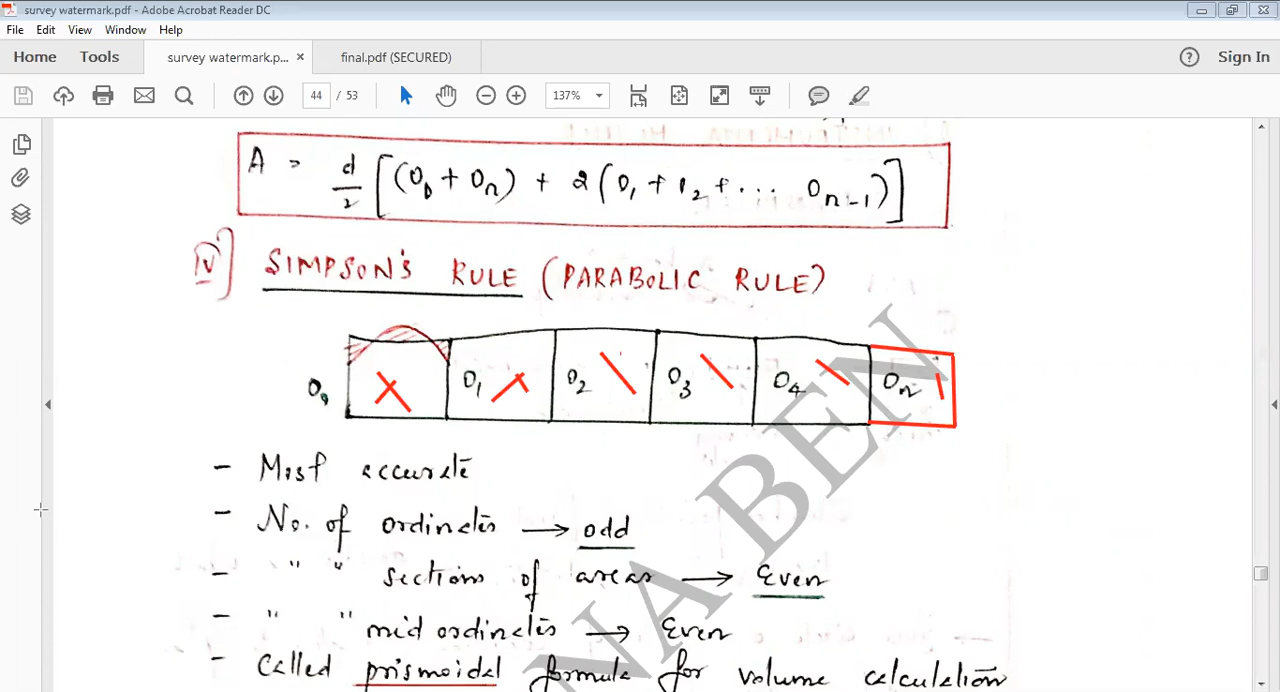 survey watermark.pdf - Adobe Acrobat Reader DC
File Edit View Window Help
Home Tools survey watermark.p... × final.pdf (SECURED) Sign In
44 / 53 137%
A = d/2 [(O₀ + Oₙ) + 2 (O₁ + O₂ + ... Oₙ₋₁)]
IV] SIMPSON'S RULE (PARABOLIC RULE)
O₀ O₁ O₂ O₃ O₄ Oₙ
- Most accurate
- No. of ordinates → odd
- " " sections of areas → Even
- " " mid ordinates → Even
- Called prismoidal formula for volume calculation
NA BEN